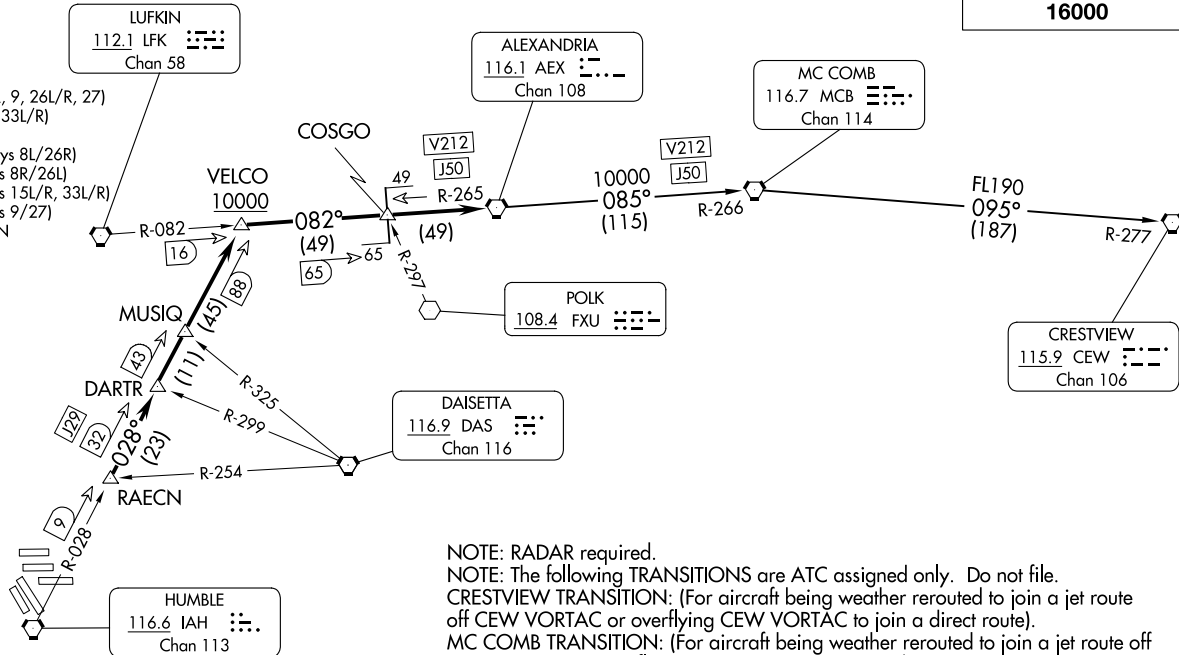 16000
LUFKIN
112.1 LFK
Chan 58
, 9, 26L/R, 27)
33L/R)
ys 8L/26R)
s 8R/26L)
s 15L/R, 33L/R)
s 9/27)
N
ALEXANDRIA
116.1 AEX
Chan 108
MC COMB
116.7 MCB
Chan 114
COSGO
V212
J50
49
R-265
VELCO
10000
R-082
16
082°
(49)
65
65
(49)
R-297
V212
J50
10000
085°
(115)
R-266
FL190
095°
(187)
R-277
POLK
108.4 FXU
CRESTVIEW
115.9 CEW
Chan 106
88
(45)
MUSIQ
43
(11)
R-325
DARTR
R-299
J29
32
028°
(23)
DAISETTA
116.9 DAS
Chan 116
R-254
RAECN
9
R-028
HUMBLE
116.6 IAH
Chan 113
NOTE: RADAR required.
NOTE: The following TRANSITIONS are ATC assigned only. Do not file.
CRESTVIEW TRANSITION: (For aircraft being weather rerouted to join a jet route
off CEW VORTAC or overflying CEW VORTAC to join a direct route).
MC COMB TRANSITION: (For aircraft being weather rerouted to join a jet route off